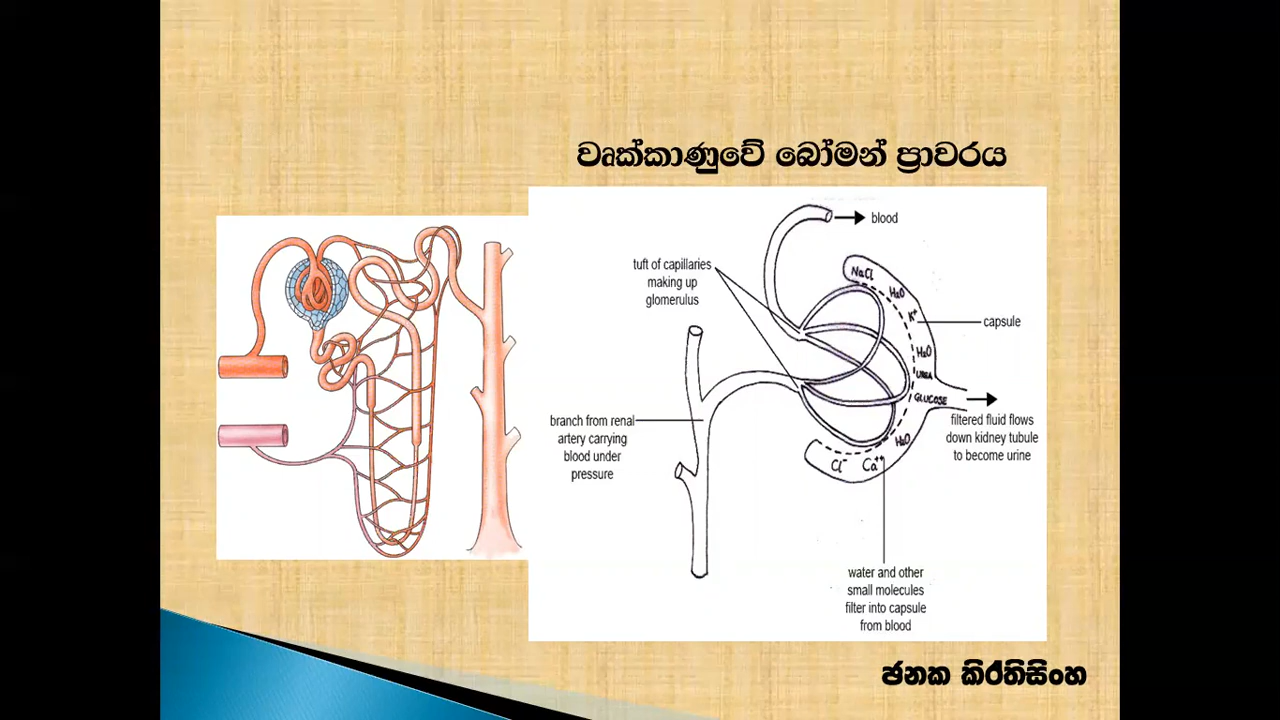 වෘක්කාණුවේ බෝමන් ප්‍රාවරය
blood
tuft of capillaries
making up
glomerulus
NaCl
H₂O
K⁺
capsule
H₂O
UREA
GLUCOSE
branch from renal
artery carrying
blood under
pressure
filtered fluid flows
down kidney tubule
to become urine
H₂O
Cl⁻
Ca⁺⁺
water and other
small molecules
filter into capsule
from blood
ජනක කිර්තිසිංහ